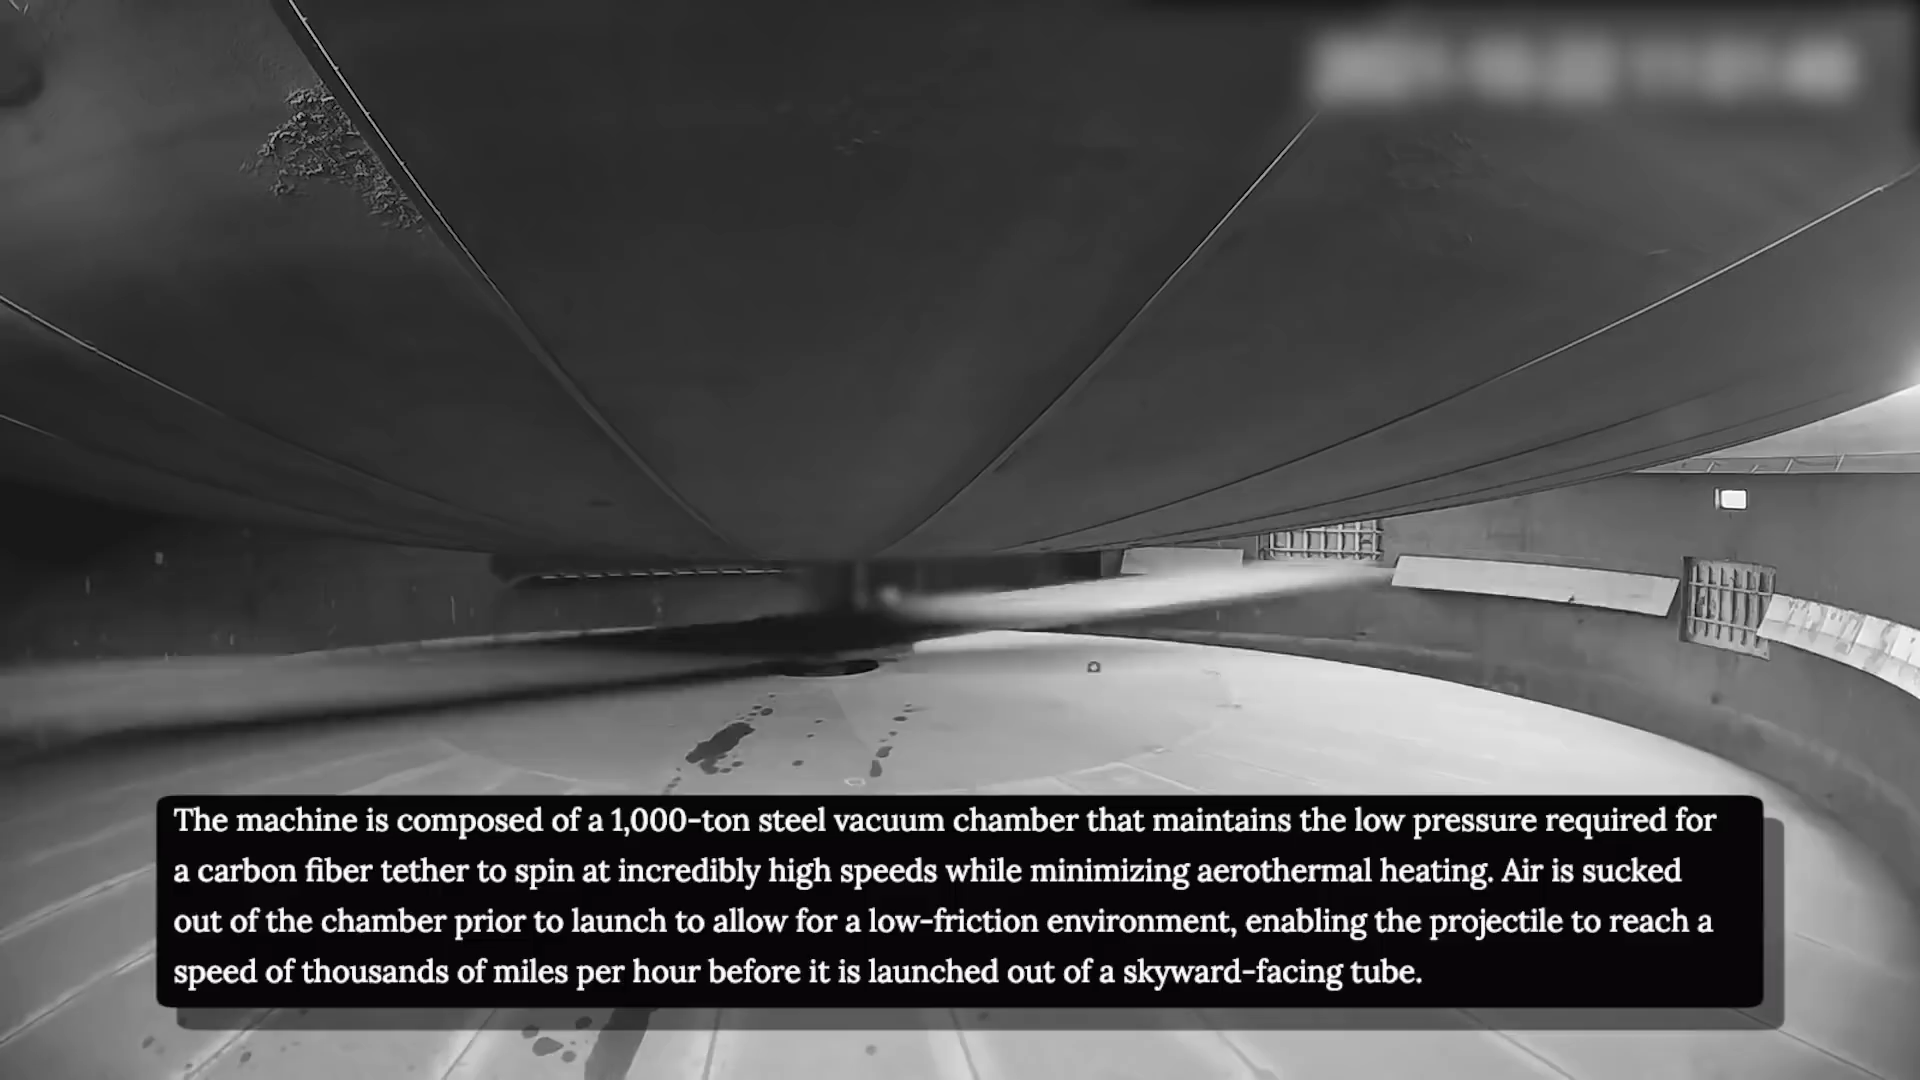 The machine is composed of a 1,000-ton steel vacuum chamber that maintains the low pressure required for
a carbon fiber tether to spin at incredibly high speeds while minimizing aerothermal heating. Air is sucked
out of the chamber prior to launch to allow for a low-friction environment, enabling the projectile to reach a
speed of thousands of miles per hour before it is launched out of a skyward-facing tube.